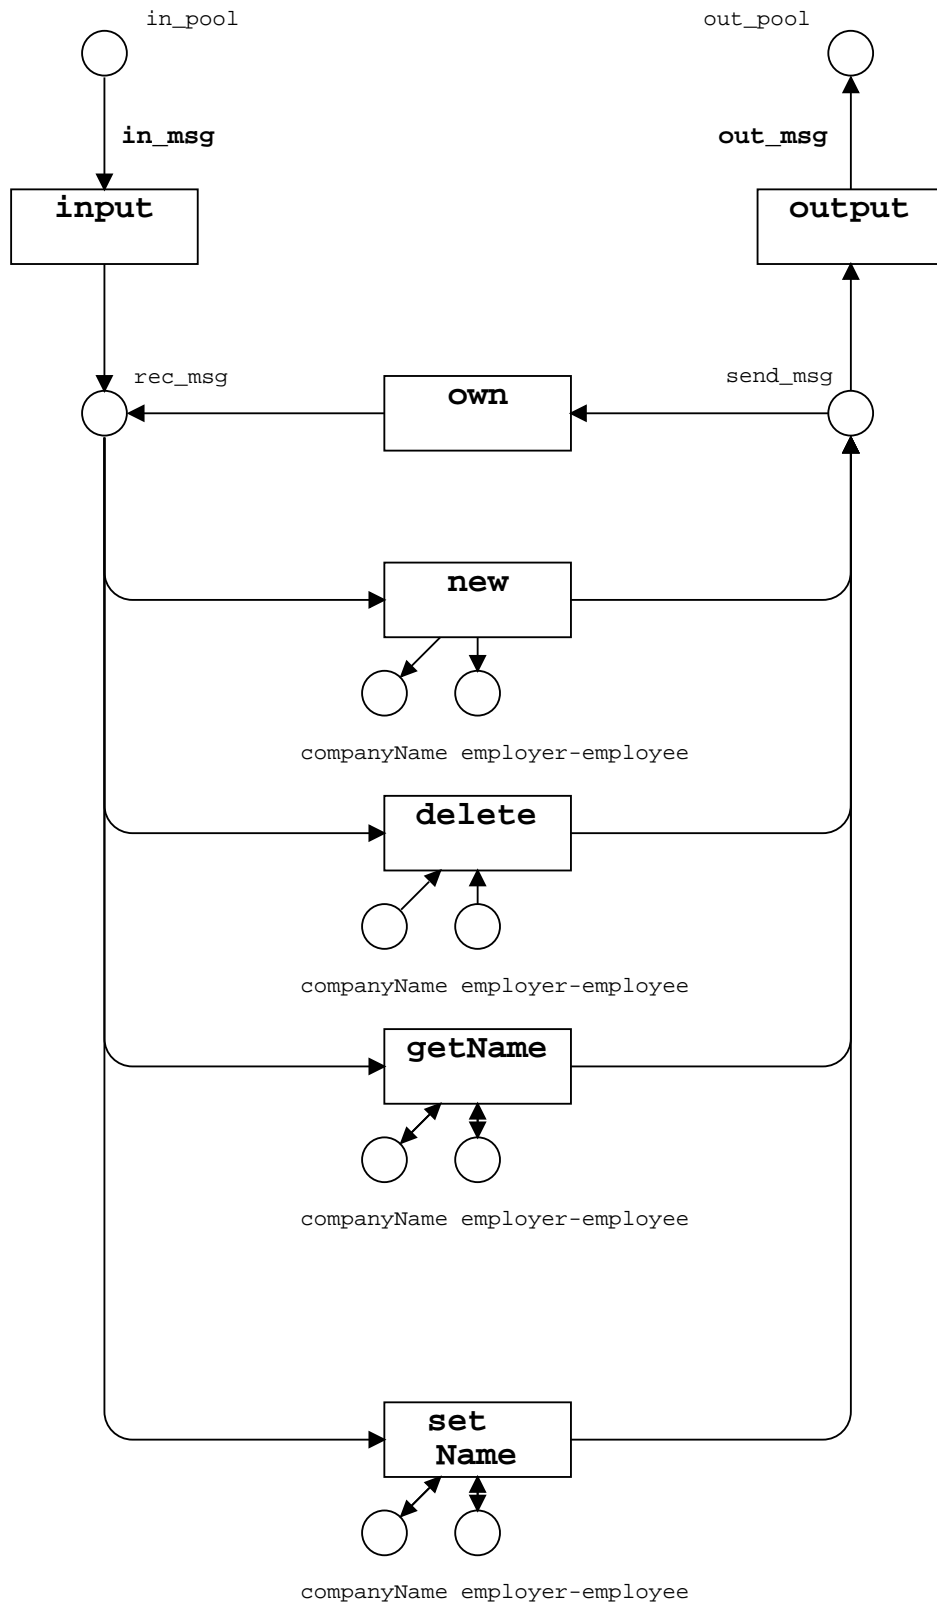 in_pool
out_pool
in_msg
out_msg
input
output
rec_msg
own
send_msg
new
companyName employer-employee
delete
companyName employer-employee
getName
companyName employer-employee
set
Name
companyName employer-employee